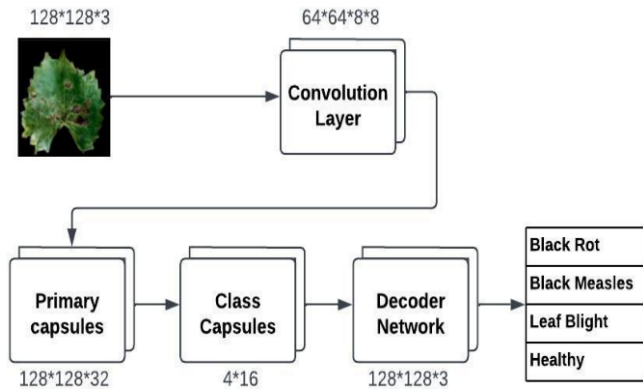 128*128*3
64*64*8*8
Convolution
Layer
Primary
capsules
Class
Capsules
Decoder
Network
128*128*32
4*16
128*128*3
Black Rot
Black Measles
Leaf Blight
Healthy